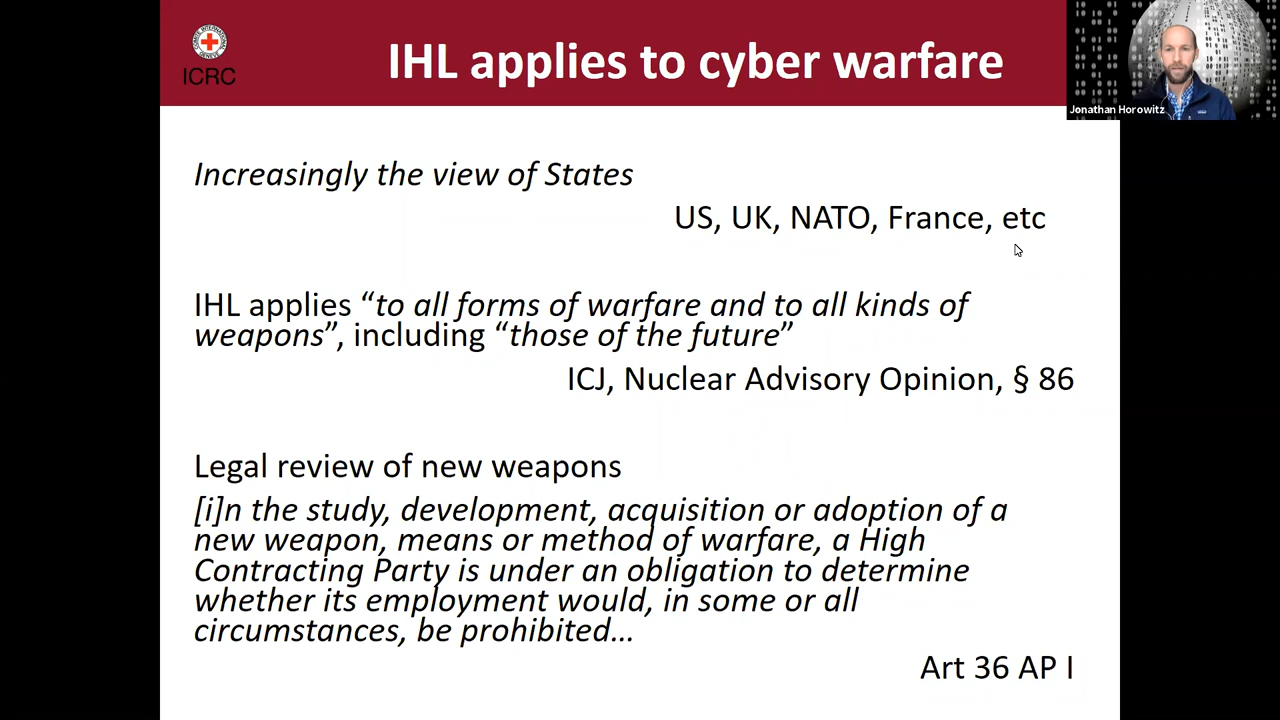 ICRC
IHL applies to cyber warfare
Jonathan Horowitz
Increasingly the view of States
US, UK, NATO, France, etc
IHL applies “to all forms of warfare and to all kinds of
weapons”, including “those of the future”
ICJ, Nuclear Advisory Opinion, § 86
Legal review of new weapons
[i]n the study, development, acquisition or adoption of a
new weapon, means or method of warfare, a High
Contracting Party is under an obligation to determine
whether its employment would, in some or all
circumstances, be prohibited…
Art 36 AP I